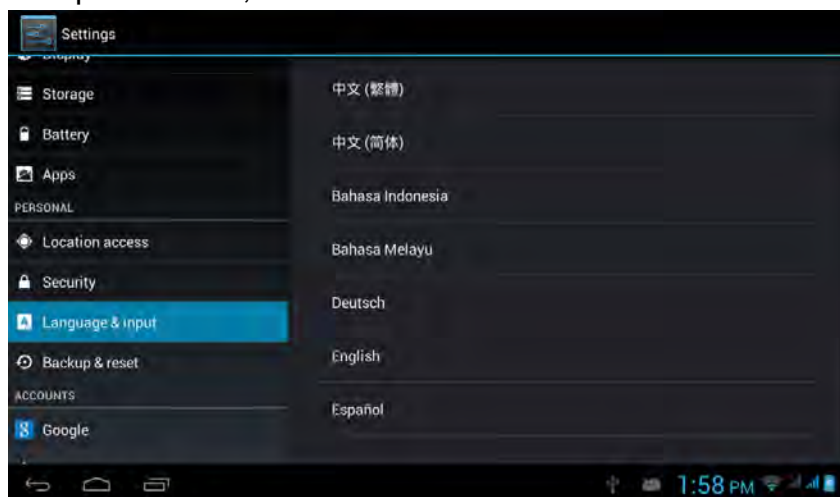 Settings
Display
Storage
Battery
Apps
PERSONAL
Location access
Security
Language & input
Backup & reset
ACCOUNTS
Google
中文 (繁體)
中文 (简体)
Bahasa Indonesia
Bahasa Melayu
Deutsch
English
Español
1:58 PM